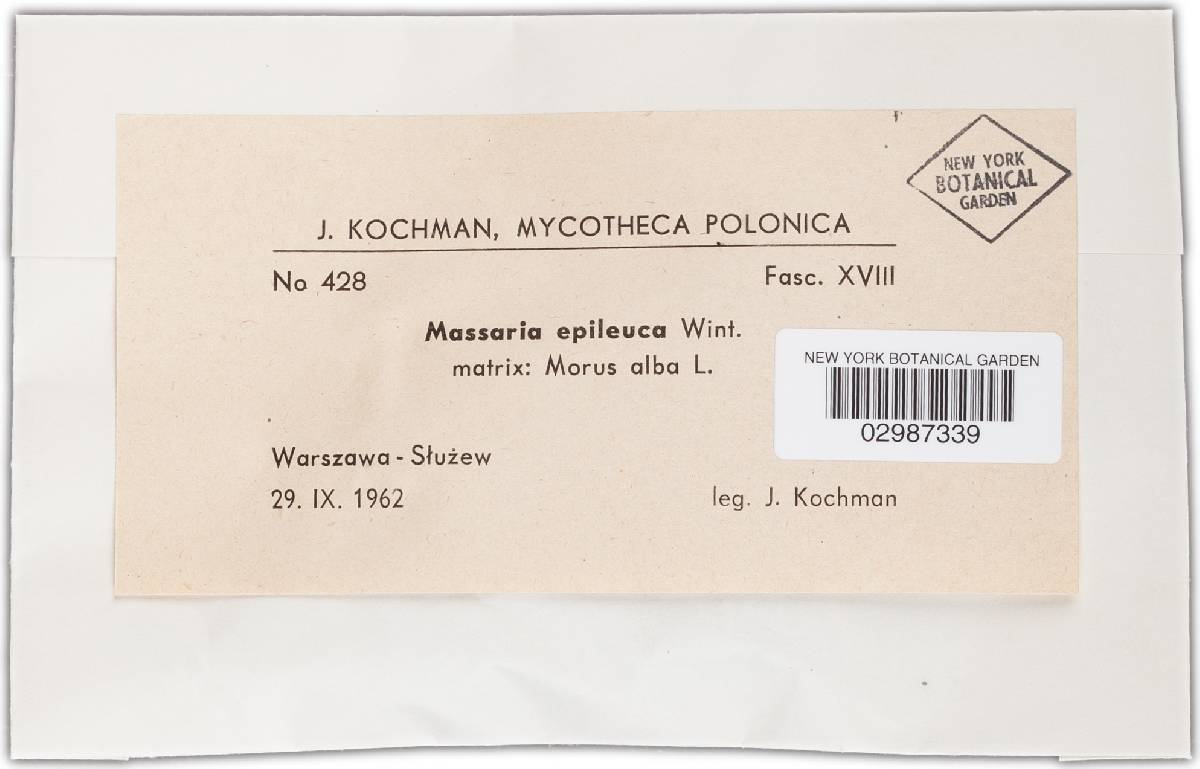 NEW YORK
BOTANICAL
GARDEN
J. KOCHMAN, MYCOTHECA POLONICA
No 428 Fasc. XVIII
Massaria epileuca Wint.
matrix: Morus alba L.
NEW YORK BOTANICAL GARDEN
02987339
Warszawa - Służew
29. IX. 1962 leg. J. Kochman